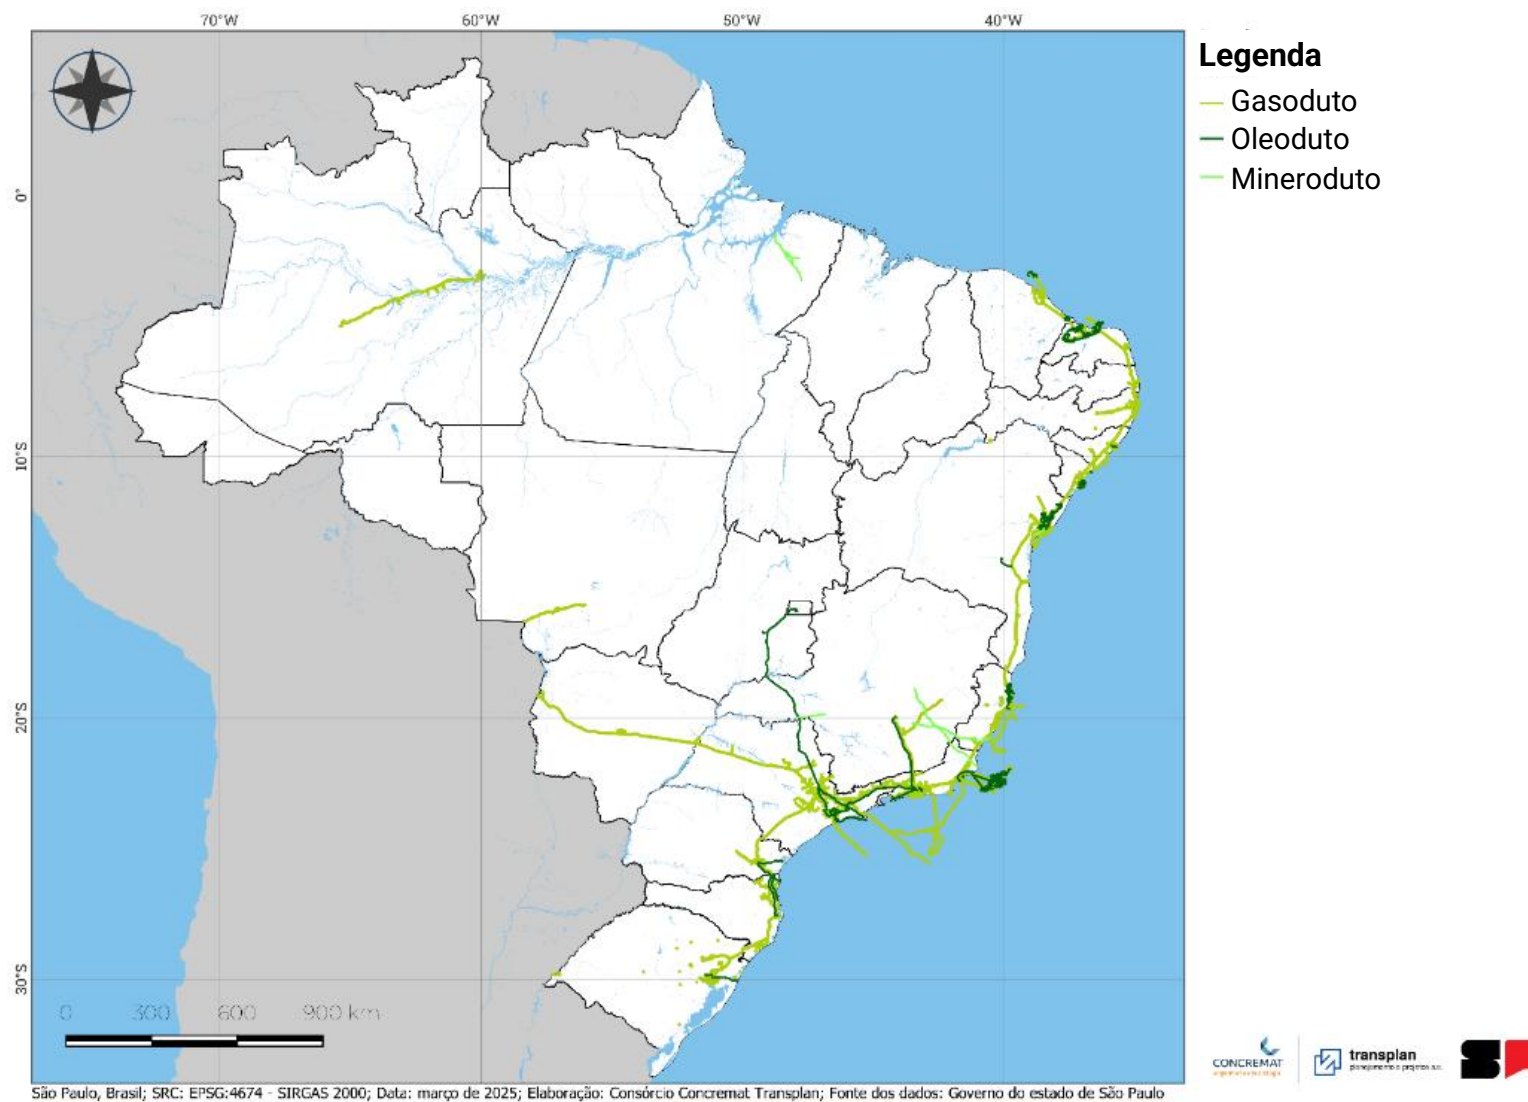 70°W 60°W 50°W 40°W
Legenda
Gasoduto
Oleoduto
Mineroduto
0°
10°S
20°S
30°S
0 300 600 900 km
CONCREMAT
transplan
planejamento e projetos s.a.
São Paulo, Brasil; SRC: EPSG:4674 - SIRGAS 2000; Data: março de 2025; Elaboração: Consórcio Concremat Transplan; Fonte dos dados: Governo do estado de São Paulo